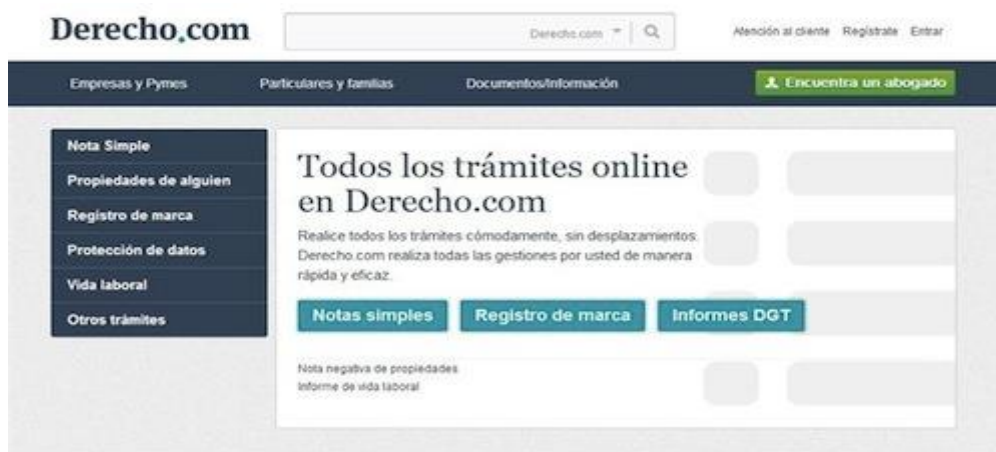 Derecho.com
Derecho.com
Atención al cliente Regístrate Entrar
Empresas y Pymes Particulares y familias Documentos/Información Encuentra un abogado
Nota Simple
Propiedades de alguien
Registro de marca
Protección de datos
Vida laboral
Otros trámites
Todos los trámites online
en Derecho.com
Realice todos los trámites cómodamente, sin desplazamientos.
Derecho.com realiza todas las gestiones por usted de manera
rápida y eficaz.
Notas simples Registro de marca Informes DGT
Nota negativa de propiedades
Informe de vida laboral